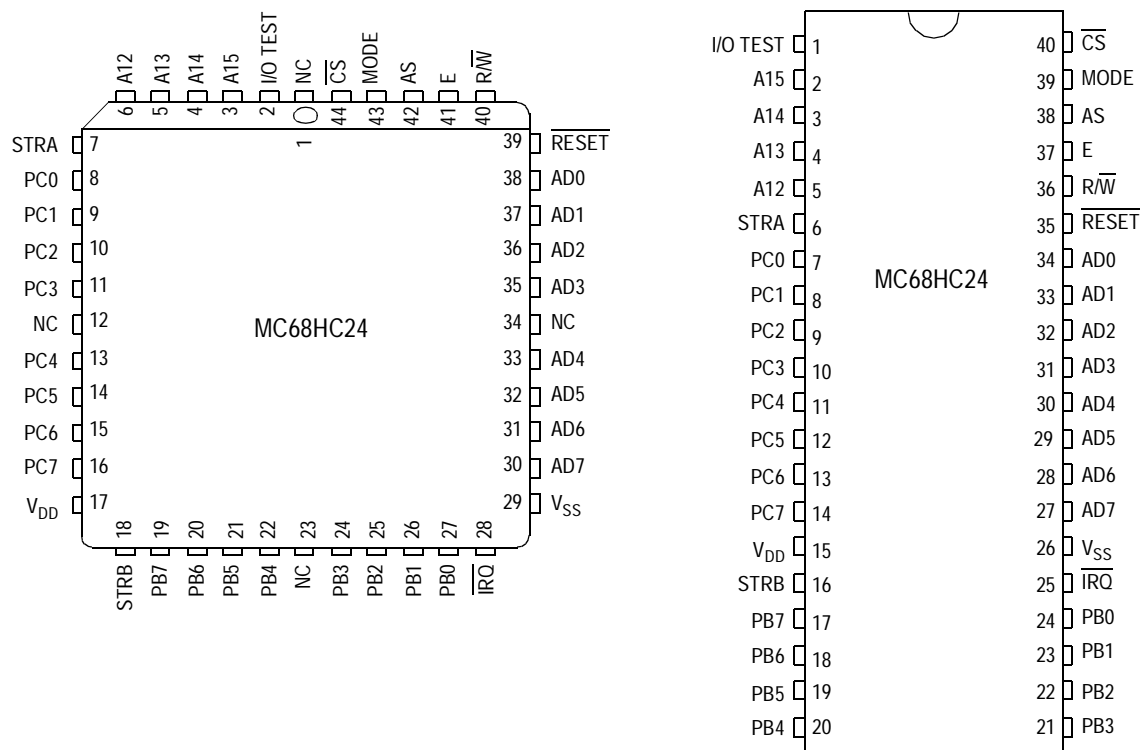 A12 A13 A14 A15 I/O TEST NC C̅S̅ MODE AS E R/W̅
6 5 4 3 2 1 44 43 42 41 40
STRA 7
PC0 8
PC1 9
PC2 10
PC3 11
NC 12
PC4 13
PC5 14
PC6 15
PC7 16
VDD 17
MC68HC24
39 R̅E̅S̅E̅T̅
38 AD0
37 AD1
36 AD2
35 AD3
34 NC
33 AD4
32 AD5
31 AD6
30 AD7
29 VSS
18 19 20 21 22 23 24 25 26 27 28
STRB PB7 PB6 PB5 PB4 NC PB3 PB2 PB1 PB0 I̅R̅Q̅
I/O TEST 1
A15 2
A14 3
A13 4
A12 5
STRA 6
PC0 7
PC1 8
PC2 9
PC3 10
PC4 11
PC5 12
PC6 13
PC7 14
VDD 15
STRB 16
PB7 17
PB6 18
PB5 19
PB4 20
MC68HC24
40 C̅S̅
39 MODE
38 AS
37 E
36 R/W̅
35 R̅E̅S̅E̅T̅
34 AD0
33 AD1
32 AD2
31 AD3
30 AD4
29 AD5
28 AD6
27 AD7
26 VSS
25 I̅R̅Q̅
24 PB0
23 PB1
22 PB2
21 PB3